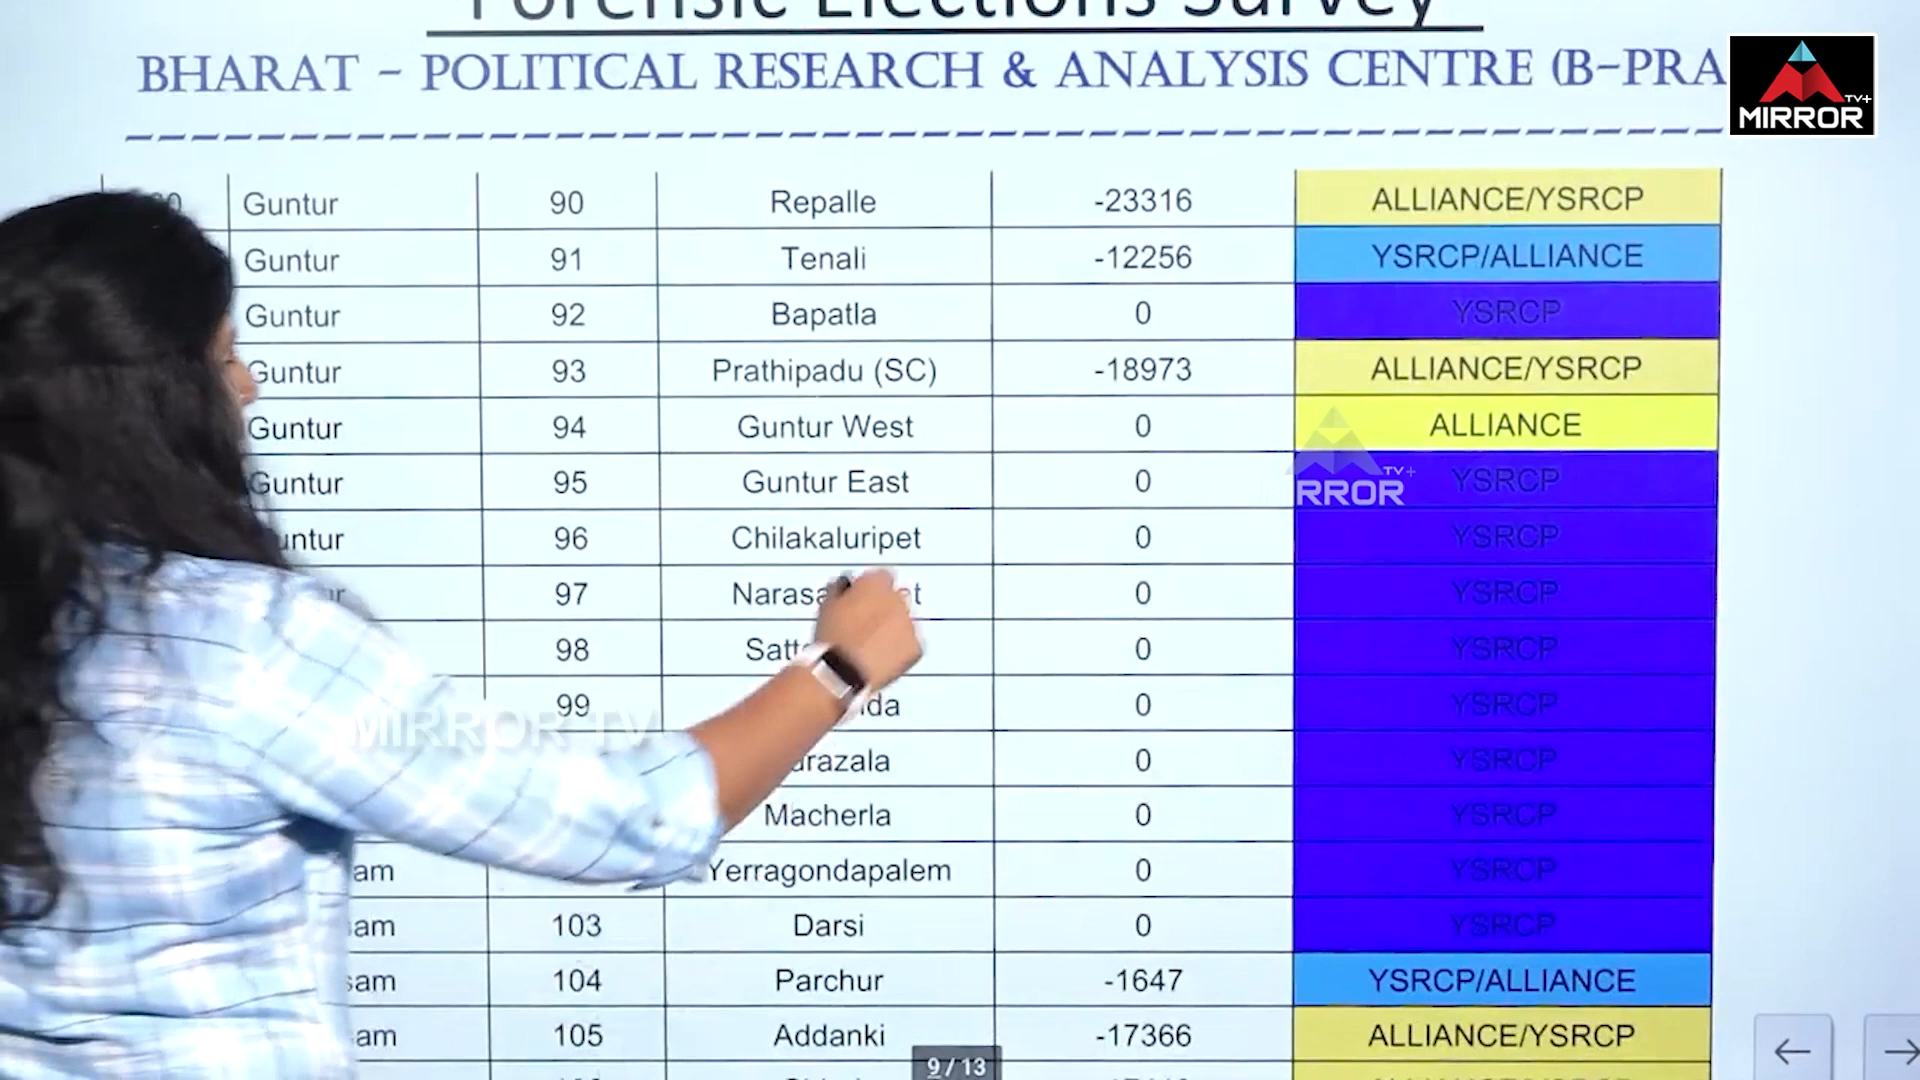 Forensic Elections Survey
BHARAT - POLITICAL RESEARCH & ANALYSIS CENTRE (B-PRA
MIRROR TV+
Guntur 90 Repalle -23316 ALLIANCE/YSRCP
Guntur 91 Tenali -12256 YSRCP/ALLIANCE
Guntur 92 Bapatla 0 YSRCP
Guntur 93 Prathipadu (SC) -18973 ALLIANCE/YSRCP
Guntur 94 Guntur West 0 ALLIANCE
Guntur 95 Guntur East 0 YSRCP
RROR TV+
untur 96 Chilakaluripet 0 YSRCP
97 Narasa et 0 YSRCP
98 Satt 0 YSRCP
99 da 0 YSRCP
MIRROR TV
razala 0 YSRCP
Macherla 0 YSRCP
am Yerragondapalem 0 YSRCP
am 103 Darsi 0 YSRCP
sam 104 Parchur -1647 YSRCP/ALLIANCE
am 105 Addanki -17366 ALLIANCE/YSRCP
9 / 13